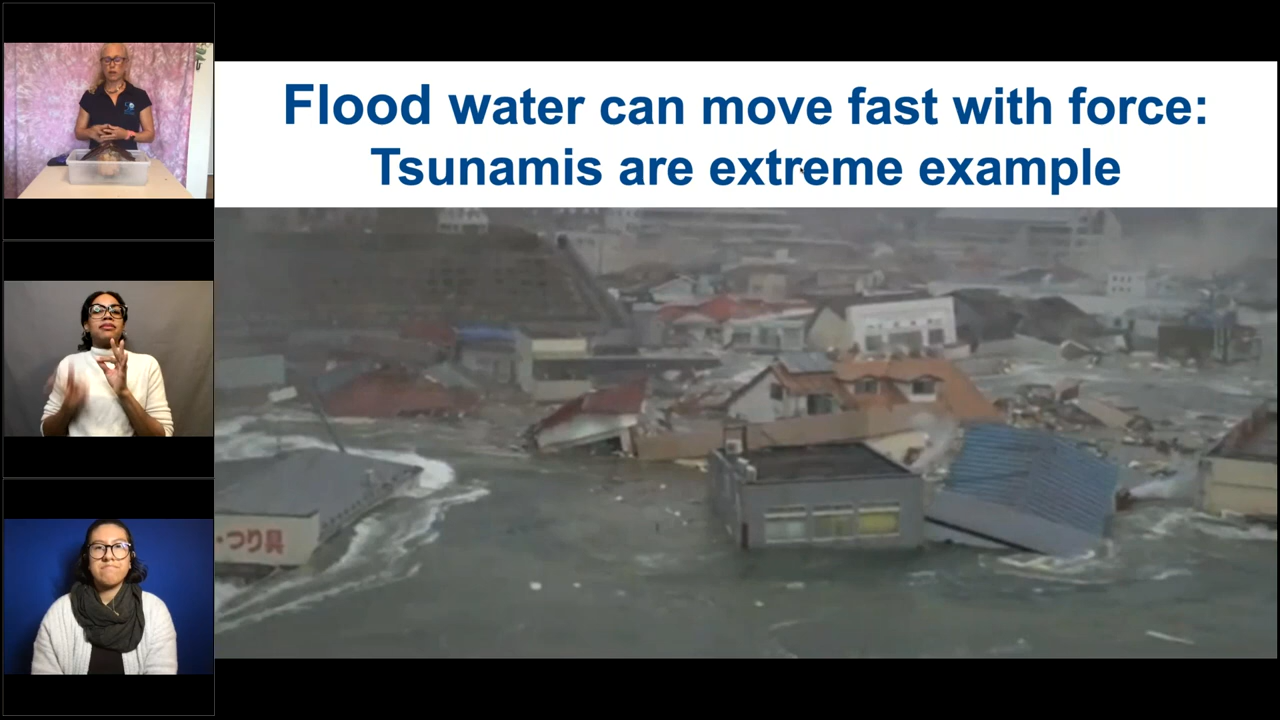 Flood water can move fast with force:
Tsunamis are extreme example
・つり具